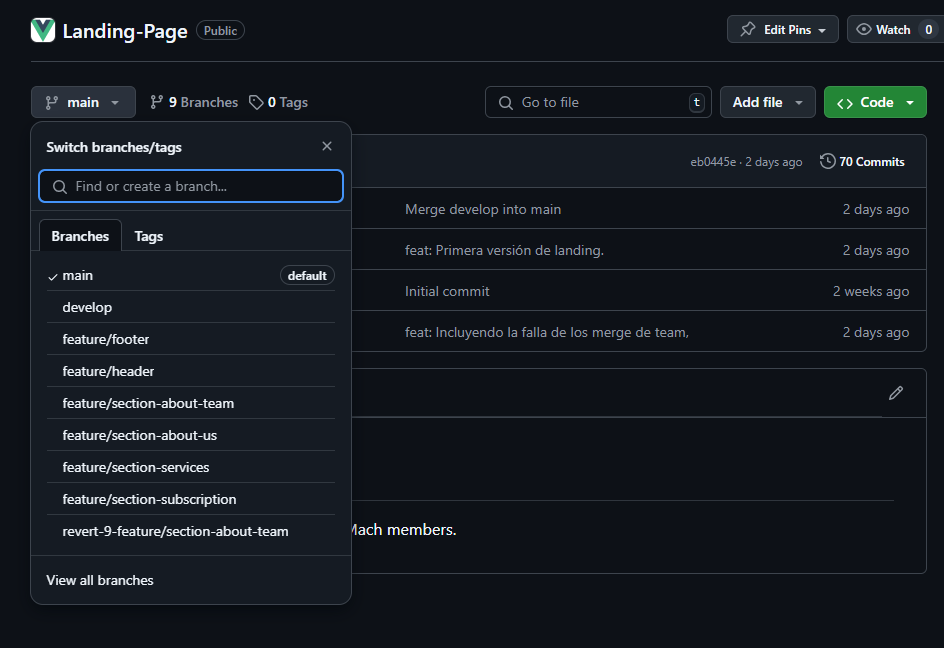 Landing-Page Public Edit Pins Watch 0
main 9 Branches 0 Tags Go to file t Add file Code
Switch branches/tags
eb0445e · 2 days ago 70 Commits
Find or create a branch...
Merge develop into main 2 days ago
Branches Tags
feat: Primera versión de landing. 2 days ago
main default
Initial commit 2 weeks ago
develop
feat: Incluyendo la falla de los merge de team, 2 days ago
feature/footer
feature/header
feature/section-about-team
feature/section-about-us
feature/section-services
feature/section-subscription
revert-9-feature/section-about-team
Mach members.
View all branches